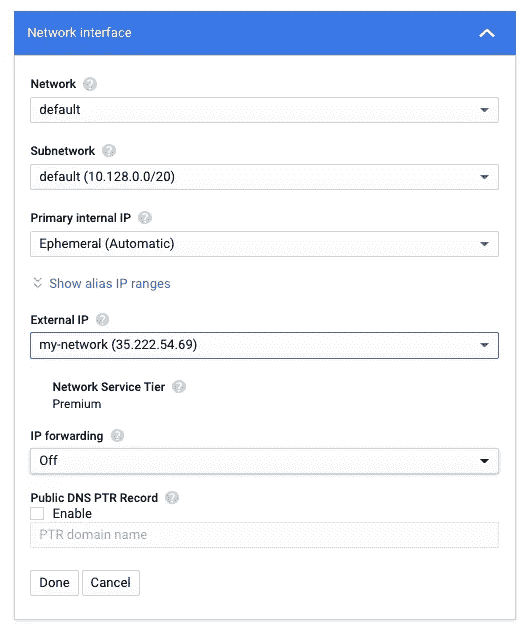 Network interface
Network ?
default
Subnetwork ?
default (10.128.0.0/20)
Primary internal IP ?
Ephemeral (Automatic)
Show alias IP ranges
External IP ?
my-network (35.222.54.69)
Network Service Tier ?
Premium
IP forwarding ?
Off
Public DNS PTR Record ?
Enable
PTR domain name
Done Cancel